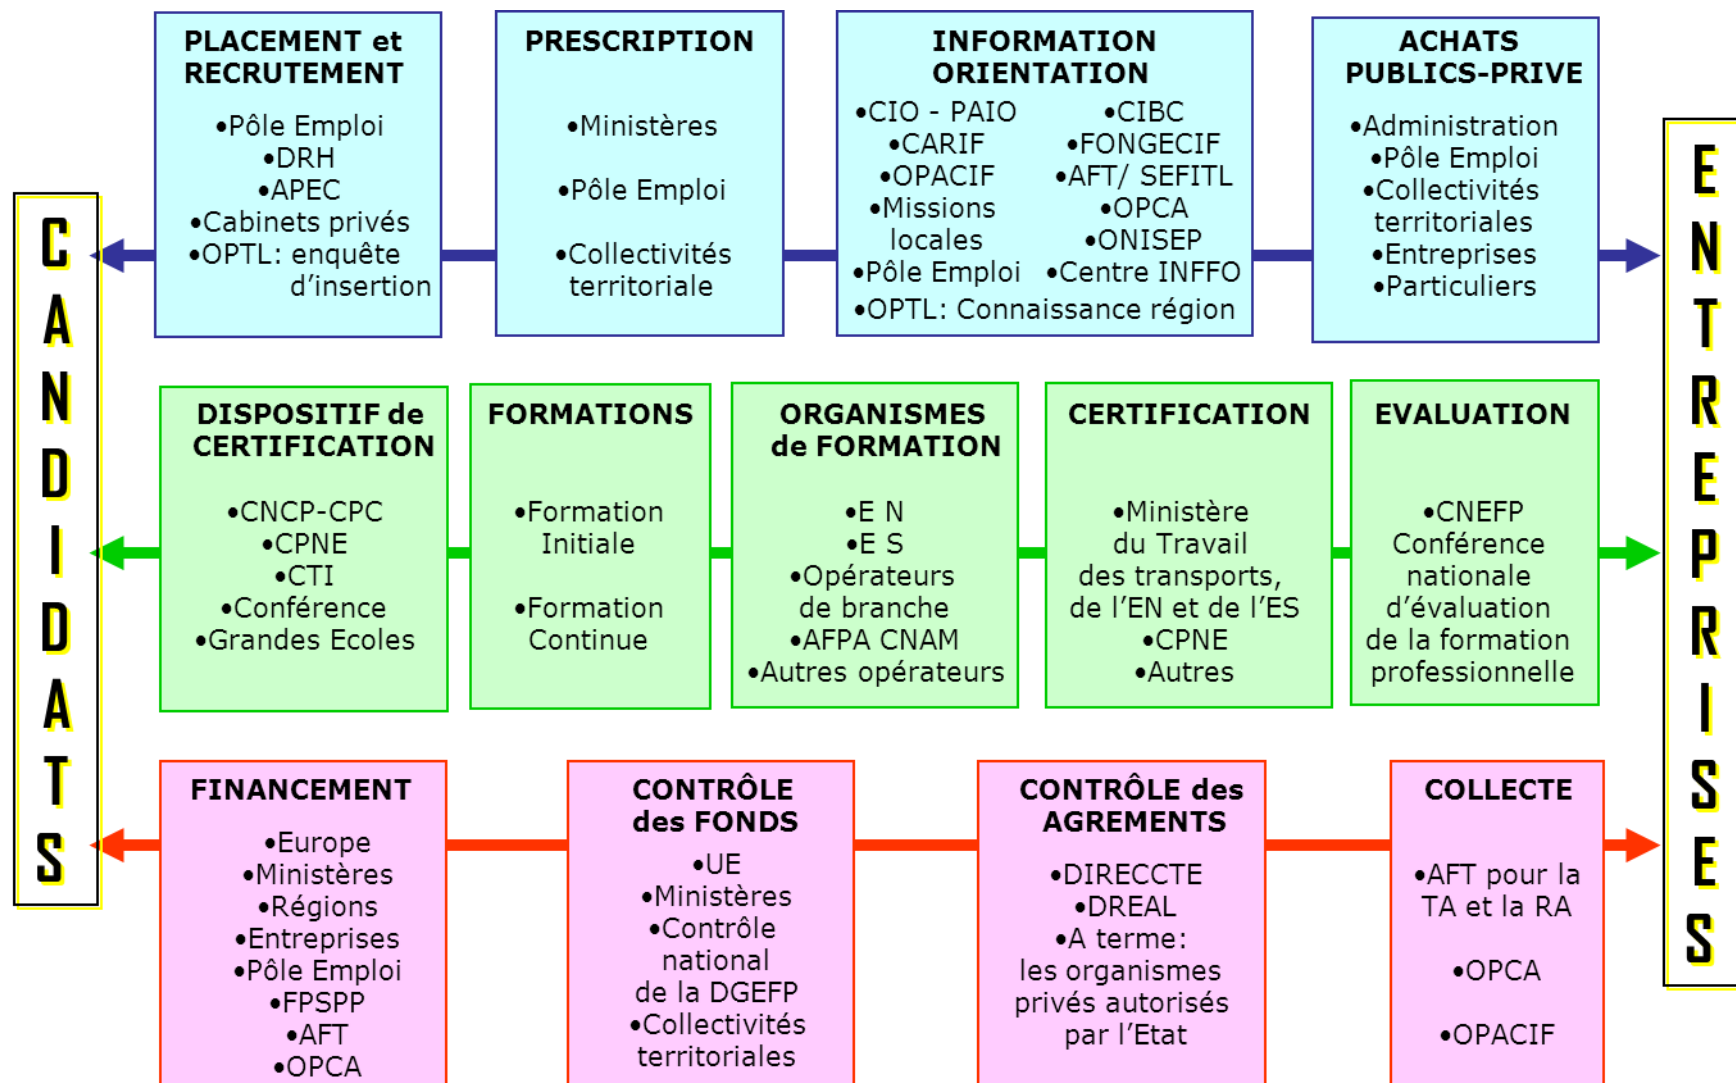 CANDIDATS
PLACEMENT et
RECRUTEMENT
•Pôle Emploi
•DRH
•APEC
•Cabinets privés
•OPTL: enquête
d’insertion
PRESCRIPTION
•Ministères
•Pôle Emploi
•Collectivités
territoriale
INFORMATION
ORIENTATION
•CIO - PAIO
•CARIF
•OPACIF
•Missions
locales
•Pôle Emploi
•CIBC
•FONGECIF
•AFT/ SEFITL
•OPCA
•ONISEP
•Centre INFFO
•OPTL: Connaissance région
ACHATS
PUBLICS-PRIVE
•Administration
•Pôle Emploi
•Collectivités
territoriales
•Entreprises
•Particuliers
DISPOSITIF de
CERTIFICATION
•CNCP-CPC
•CPNE
•CTI
•Conférence
•Grandes Ecoles
FORMATIONS
•Formation
Initiale
•Formation
Continue
ORGANISMES
de FORMATION
•E N
•E S
•Opérateurs
de branche
•AFPA CNAM
•Autres opérateurs
CERTIFICATION
•Ministère
du Travail
des transports,
de l’EN et de l’ES
•CPNE
•Autres
EVALUATION
•CNEFP
Conférence
nationale
d’évaluation
de la formation
professionnelle
FINANCEMENT
•Europe
•Ministères
•Régions
•Entreprises
•Pôle Emploi
•FPSPP
•AFT
•OPCA
CONTRÔLE
des FONDS
•UE
•Ministères
•Contrôle
national
de la DGEFP
•Collectivités
territoriales
CONTRÔLE des
AGREMENTS
•DIRECCTE
•DREAL
•A terme:
les organismes
privés autorisés
par l’Etat
COLLECTE
•AFT pour la
TA et la RA
•OPCA
•OPACIF
ENTREPRISES